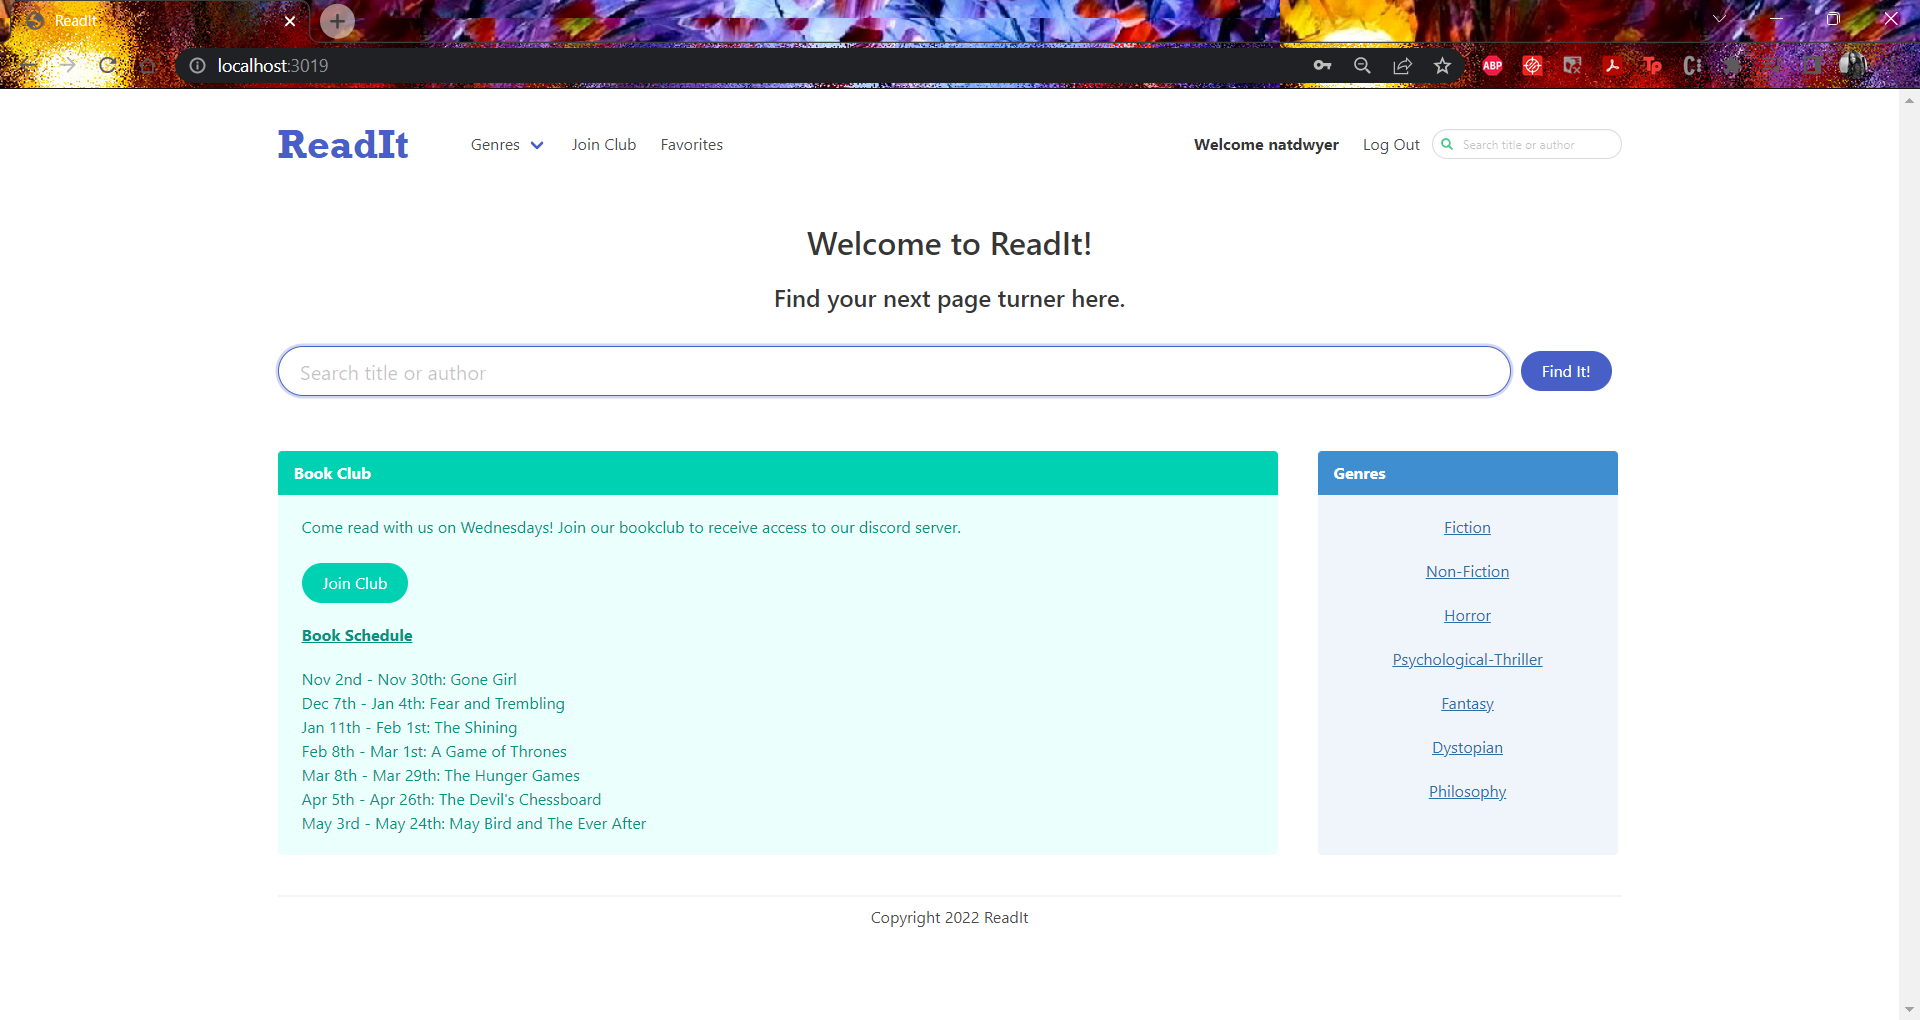 ReadIt
localhost:3019
ABP
Tp
ReadIt
Genres
Join Club
Favorites
Welcome natdwyer
Log Out
Search title or author
Welcome to ReadIt!
Find your next page turner here.
Search title or author
Find It!
Book Club
Come read with us on Wednesdays! Join our bookclub to receive access to our discord server.
Join Club
Book Schedule
Nov 2nd - Nov 30th: Gone Girl
Dec 7th - Jan 4th: Fear and Trembling
Jan 11th - Feb 1st: The Shining
Feb 8th - Mar 1st: A Game of Thrones
Mar 8th - Mar 29th: The Hunger Games
Apr 5th - Apr 26th: The Devil's Chessboard
May 3rd - May 24th: May Bird and The Ever After
Genres
Fiction
Non-Fiction
Horror
Psychological-Thriller
Fantasy
Dystopian
Philosophy
Copyright 2022 ReadIt